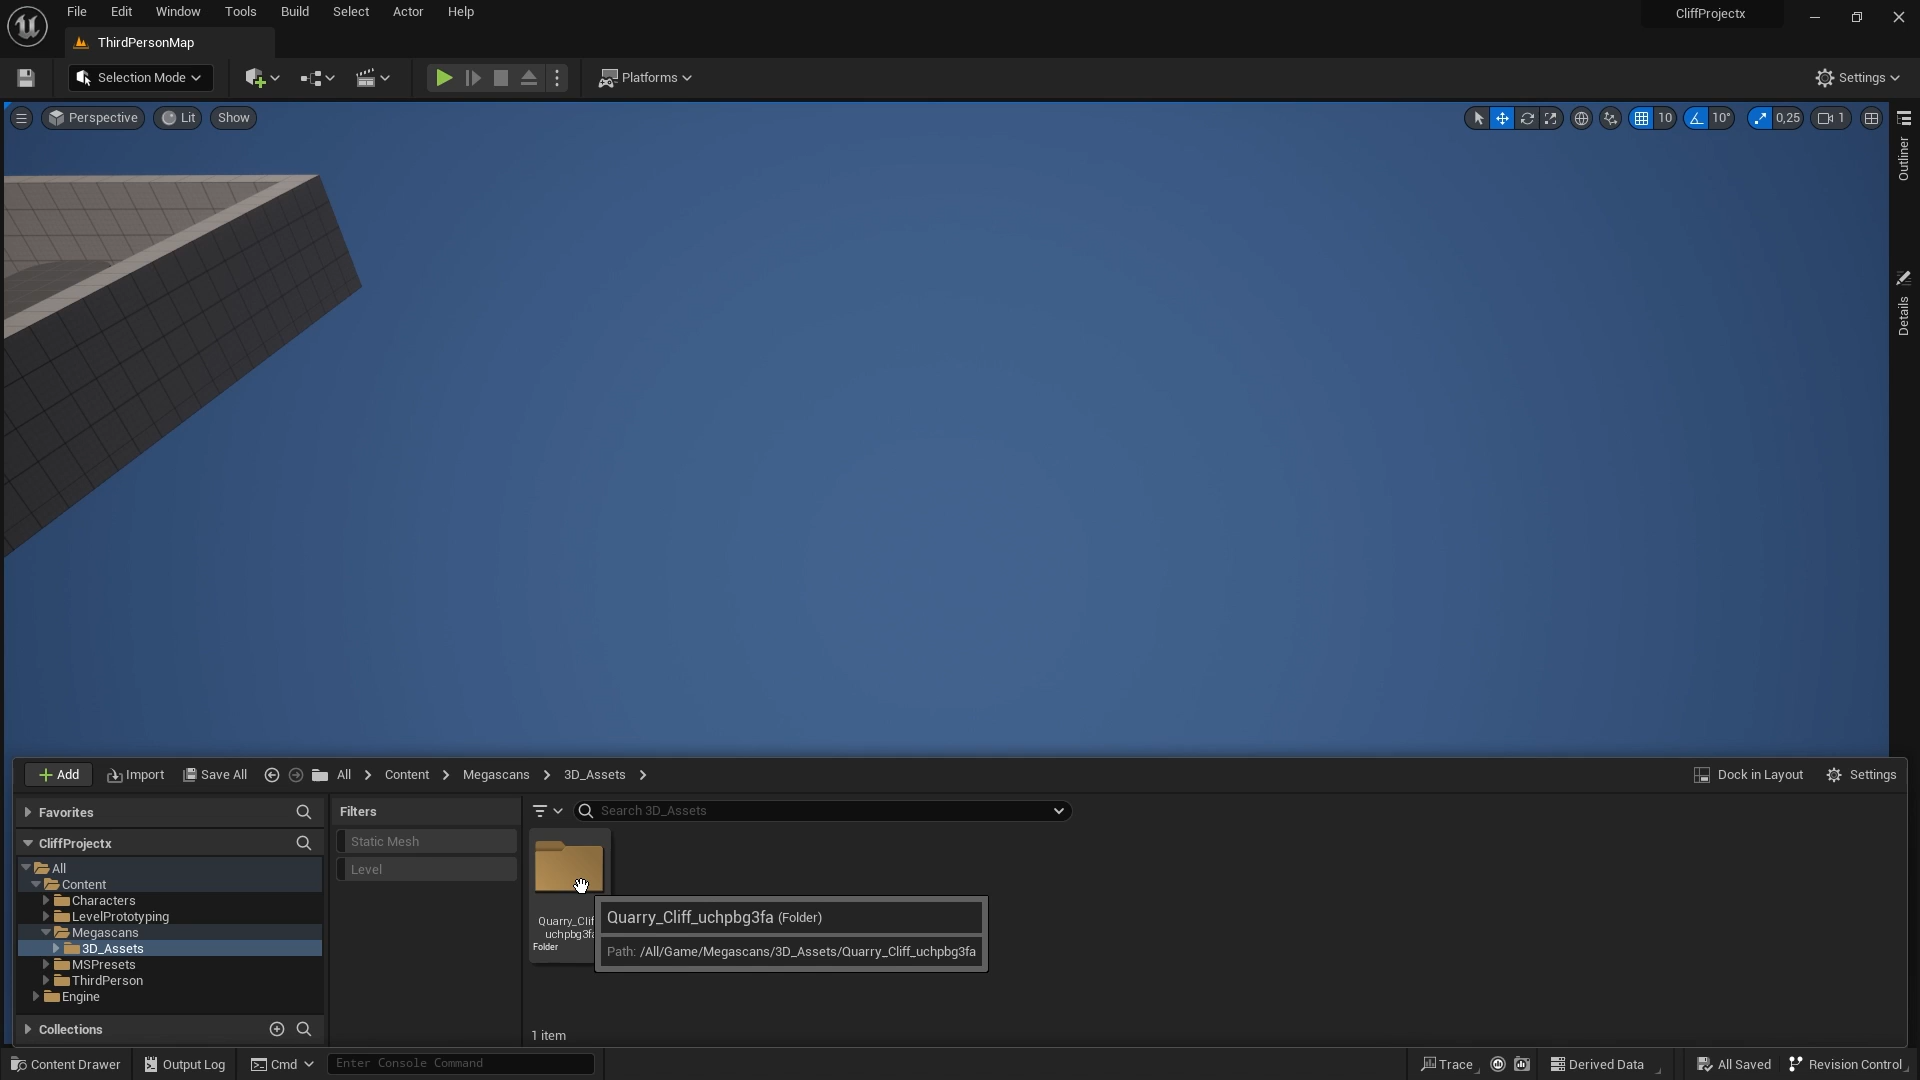 File Edit Window Tools Build Select Actor Help
CliffProjectx
ThirdPersonMap
Selection Mode
Platforms
Settings
Perspective
Lit
Show
10
10°
0,25
1
Outliner
Details
Add
Import
Save All
All
Content
Megascans
3D_Assets
Dock in Layout
Settings
Favorites
Filters
Search 3D_Assets
CliffProjectx
Static Mesh
Level
All
Content
Characters
LevelPrototyping
Megascans
3D_Assets
MSPresets
ThirdPerson
Engine
Collections
Quarry_Clif
uchpbg3fa
Folder
Quarry_Cliff_uchpbg3fa (Folder)
Path: /All/Game/Megascans/3D_Assets/Quarry_Cliff_uchpbg3fa
1 item
Content Drawer
Output Log
Cmd
Enter Console Command
Trace
Derived Data
All Saved
Revision Control